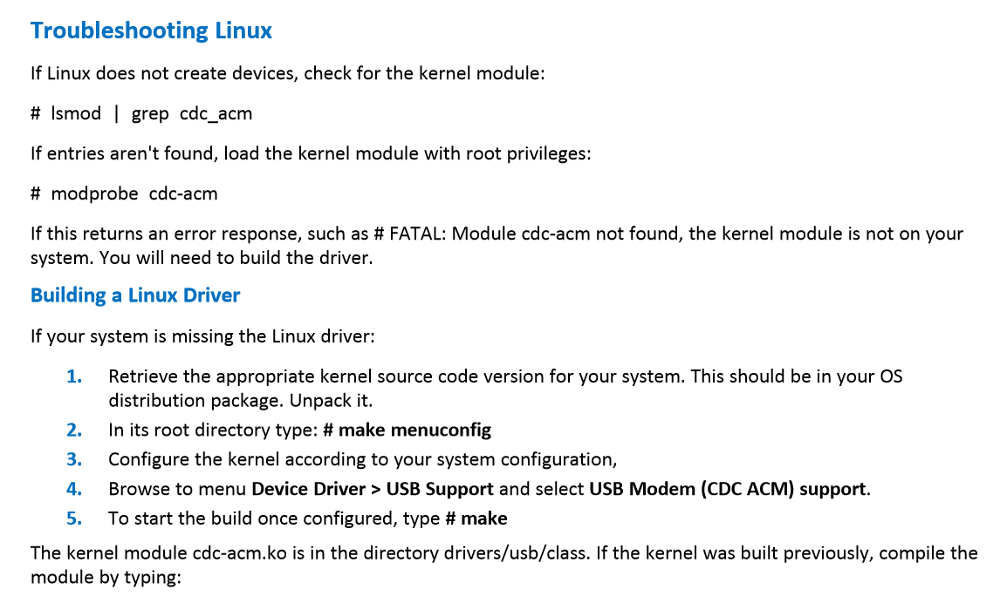 Troubleshooting Linux
If Linux does not create devices, check for the kernel module:
# lsmod | grep cdc_acm
If entries aren't found, load the kernel module with root privileges:
# modprobe cdc-acm
If this returns an error response, such as # FATAL: Module cdc-acm not found, the kernel module is not on your
system. You will need to build the driver.
Building a Linux Driver
If your system is missing the Linux driver:
1. Retrieve the appropriate kernel source code version for your system. This should be in your OS
distribution package. Unpack it.
2. In its root directory type: # make menuconfig
3. Configure the kernel according to your system configuration,
4. Browse to menu Device Driver > USB Support and select USB Modem (CDC ACM) support.
5. To start the build once configured, type # make
The kernel module cdc-acm.ko is in the directory drivers/usb/class. If the kernel was built previously, compile the
module by typing: